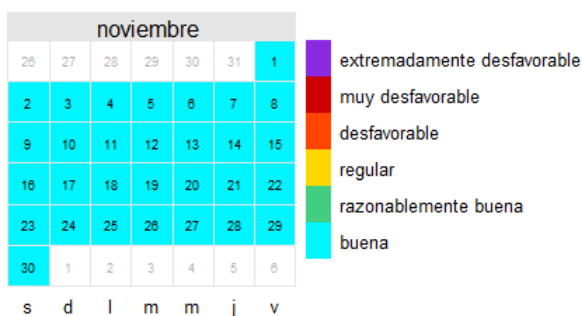 noviembre
26 27 28 29 30 31 1
2 3 4 5 6 7 8
9 10 11 12 13 14 15
16 17 18 19 20 21 22
23 24 25 26 27 28 29
30 1 2 3 4 5 6
s d l m m j v
extremadamente desfavorable
muy desfavorable
desfavorable
regular
razonablemente buena
buena